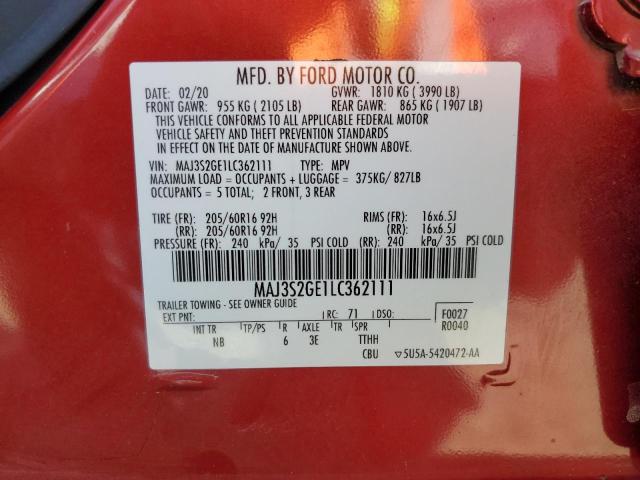 MFD. BY FORD MOTOR CO.
DATE: 02/20 GVWR: 1810 KG ( 3990 LB)
FRONT GAWR: 955 KG ( 2105 LB) REAR GAWR: 865 KG ( 1907 LB)
THIS VEHICLE CONFORMS TO ALL APPLICABLE FEDERAL MOTOR
VEHICLE SAFETY AND THEFT PREVENTION STANDARDS
IN EFFECT ON THE DATE OF MANUFACTURE SHOWN ABOVE.
VIN: MAJ3S2GE1LC362111 TYPE: MPV
MAXIMUM LOAD = OCCUPANTS + LUGGAGE = 375KG/ 827LB
OCCUPANTS = 5 TOTAL; 2 FRONT, 3 REAR
TIRE (FR): 205/60R16 92H RIMS (FR): 16x6.5J
(RR): 205/60R16 92H (RR) : 16x6.5J
PRESSURE (FR): 240 kPa/ 35 PSI COLD (RR): 240 kPa/ 35 PSI COLD
MAJ3S2GE1LC362111
TRAILER TOWING - SEE OWNER GUIDE
EXT PNT: RC: 71 DSO: F0027
R0040
INT TR TP/PS R AXLE TR SPR
NB 6 3E TTHH
CBU ▽5U5A-5420472-AA